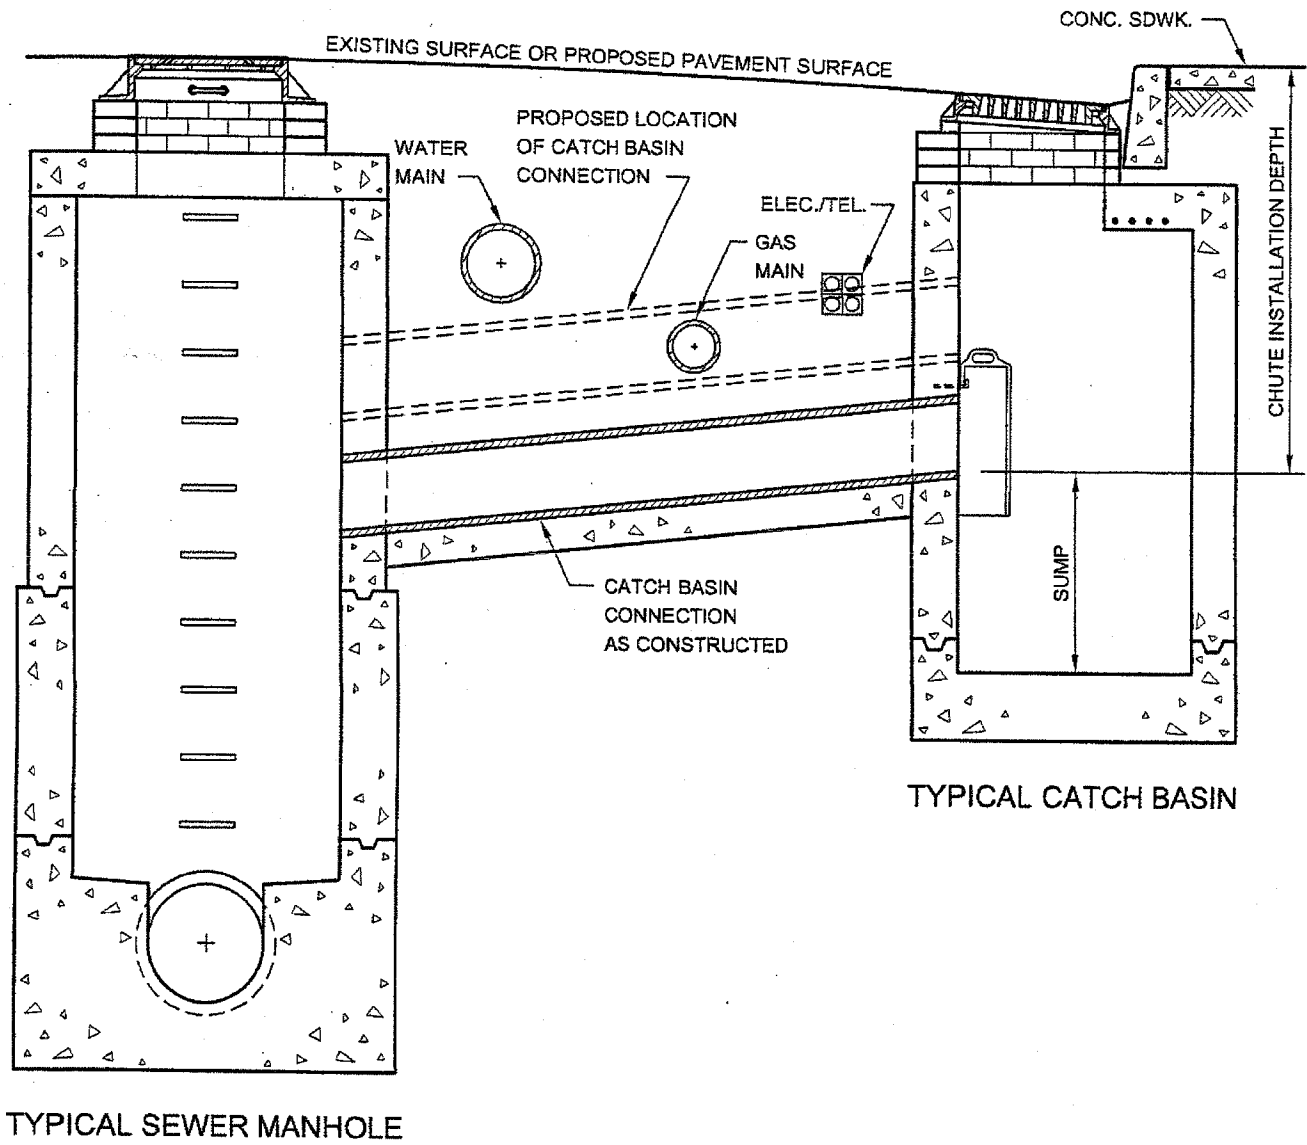 CONC. SDWK.
EXISTING SURFACE OR PROPOSED PAVEMENT SURFACE
PROPOSED LOCATION
OF CATCH BASIN
CONNECTION
WATER
MAIN
ELEC./TEL.
GAS
MAIN
CHUTE INSTALLATION DEPTH
SUMP
CATCH BASIN
CONNECTION
AS CONSTRUCTED
TYPICAL CATCH BASIN
TYPICAL SEWER MANHOLE